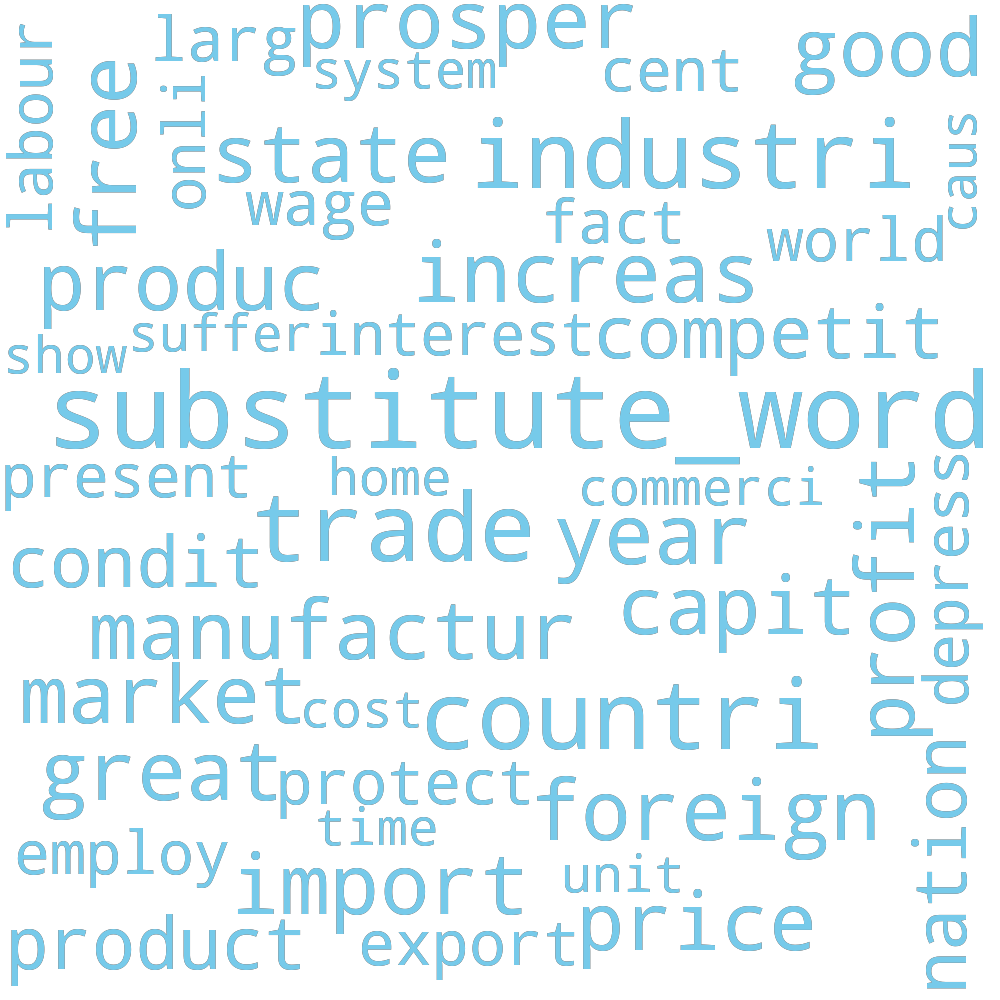 prosper
larg
good
labour
system
cent
free
onli
state
industri
caus
wage
fact
world
produc
increas
show
suffer
interest
competit
substitute_word
present
home
commerci
trade
year
profit
depress
condit
capit
manufactur
market
cost
countri
great
protect
foreign
time
nation
employ
import
unit
product
export
price